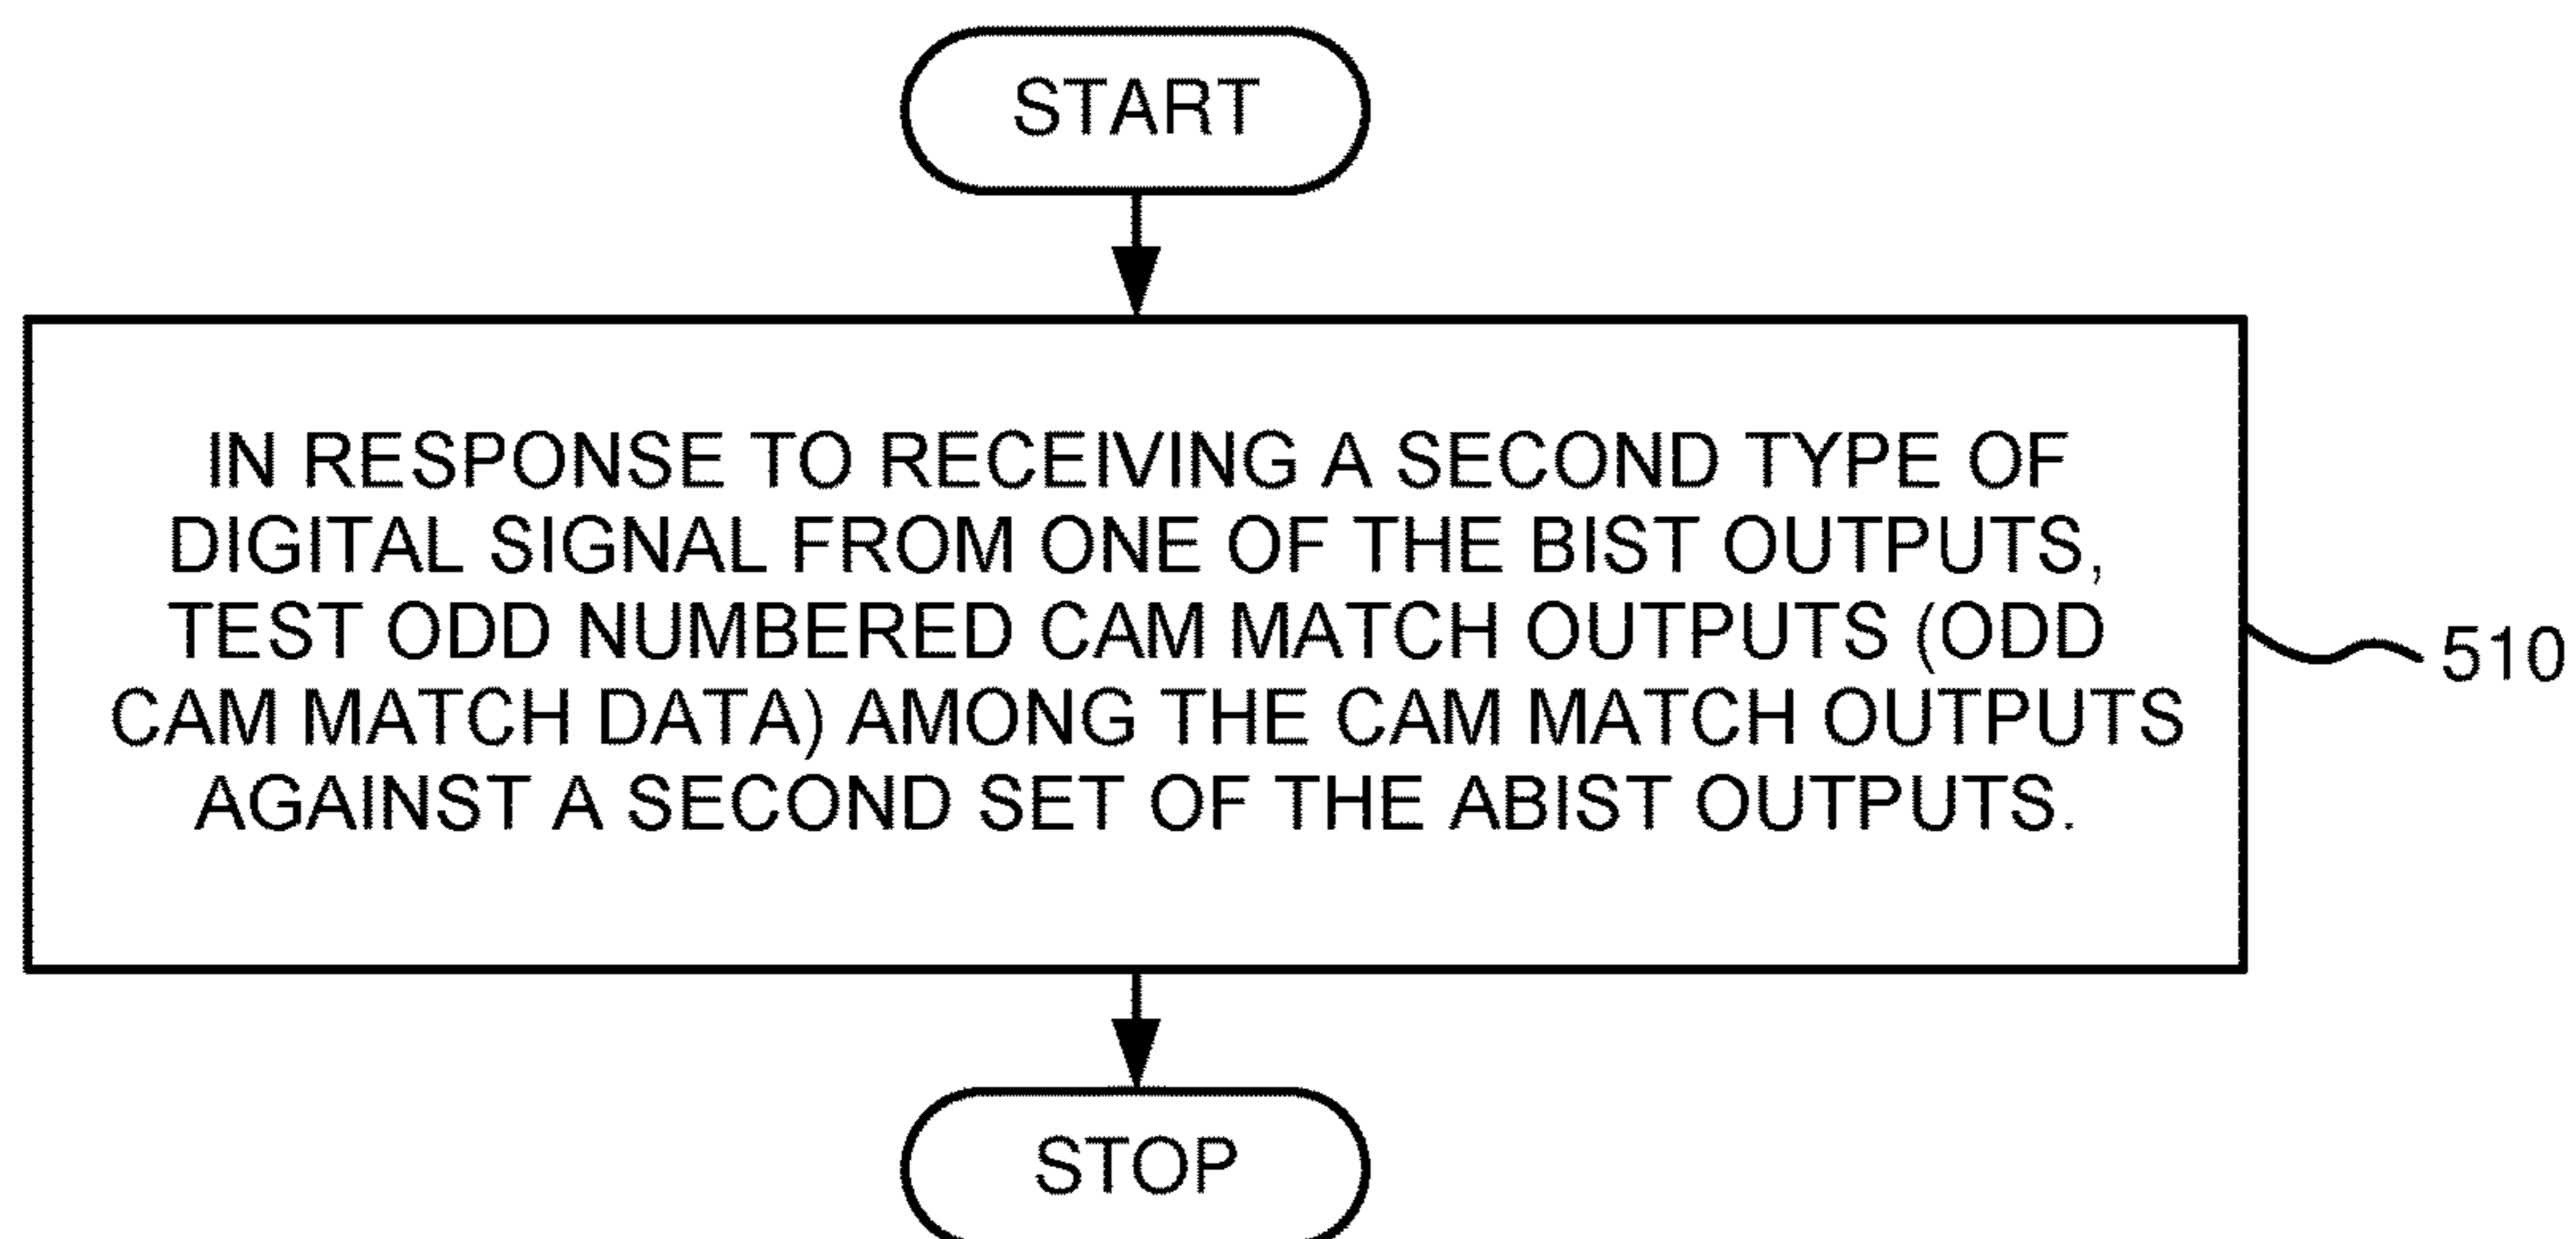 START
IN RESPONSE TO RECEIVING A SECOND TYPE OF
DIGITAL SIGNAL FROM ONE OF THE BIST OUTPUTS,
TEST ODD NUMBERED CAM MATCH OUTPUTS (ODD
CAM MATCH DATA) AMONG THE CAM MATCH OUTPUTS
AGAINST A SECOND SET OF THE ABIST OUTPUTS.
510
STOP